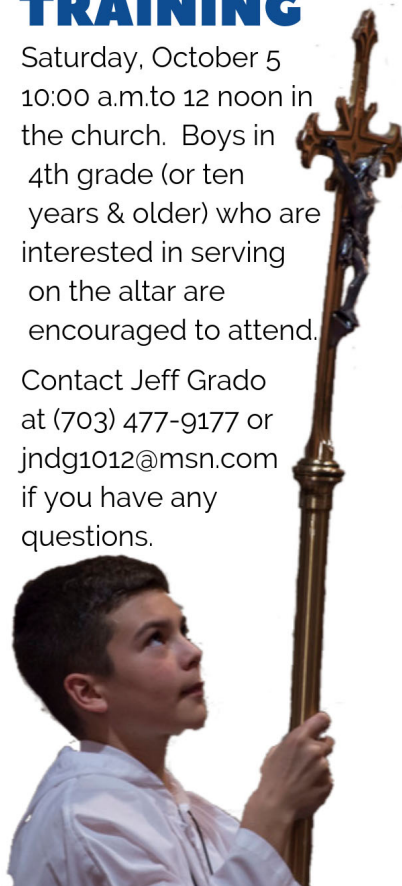 TRAINING
Saturday, October 5
10:00 a.m.to 12 noon in
the church. Boys in
4th grade (or ten
years & older) who are
interested in serving
on the altar are
encouraged to attend.
Contact Jeff Grado
at (703) 477-9177 or
jndg1012@msn.com
if you have any
questions.